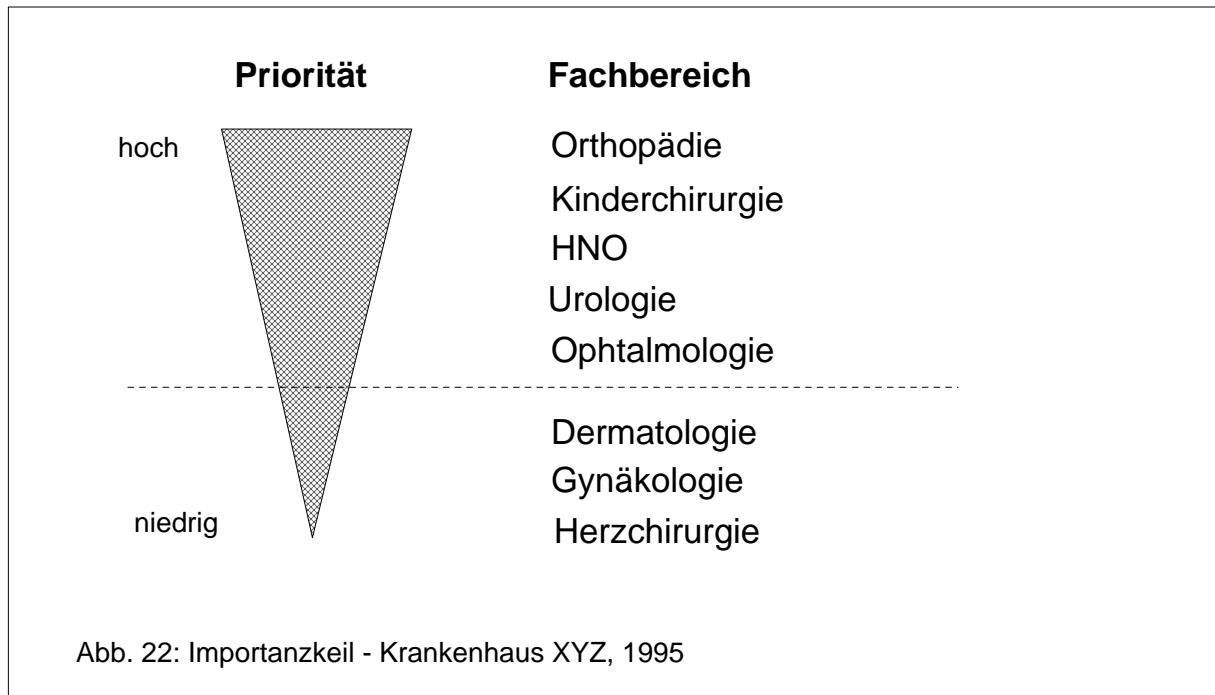 Priorität Fachbereich
hoch Orthopädie
Kinderchirurgie
HNO
Urologie
Ophtalmologie
Dermatologie
Gynäkologie
niedrig Herzchirurgie
Abb. 22: Importanzkeil - Krankenhaus XYZ, 1995